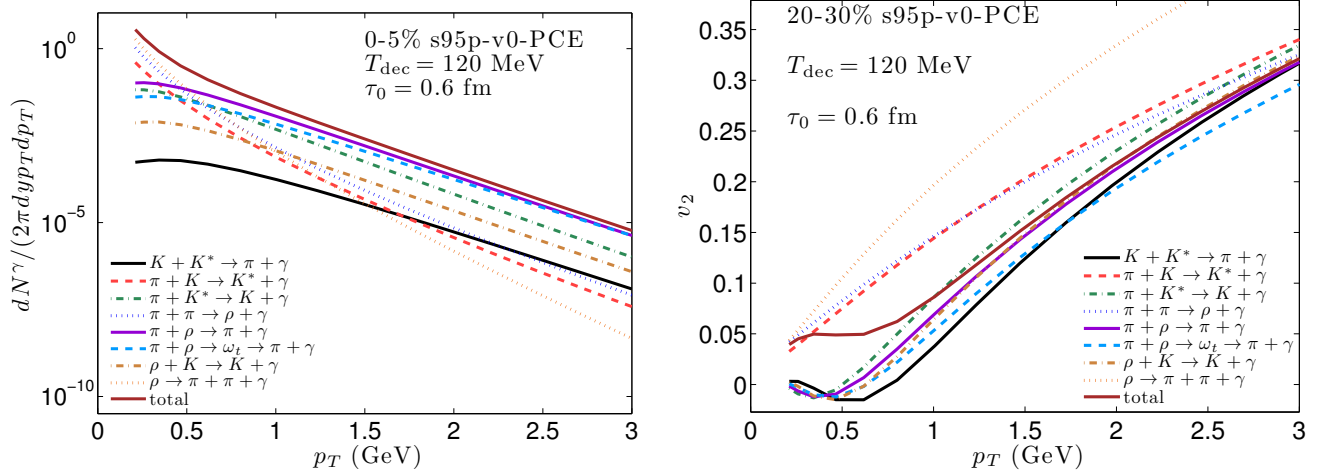 0-5% s95p-v0-PCE
T_dec = 120 MeV
τ_0 = 0.6 fm
dN^γ/(2πdyp_Tdp_T)
10^0
10^-5
10^-10
K + K* → π + γ
π + K → K* + γ
π + K* → K + γ
π + π → ρ + γ
π + ρ → π + γ
π + ρ → ω_t → π + γ
ρ + K → K + γ
ρ → π + π + γ
total
0 0.5 1 1.5 2 2.5 3
p_T (GeV)
20-30% s95p-v0-PCE
T_dec = 120 MeV
τ_0 = 0.6 fm
v_2
0.35
0.3
0.25
0.2
0.15
0.1
0.05
0
K + K* → π + γ
π + K → K* + γ
π + K* → K + γ
π + π → ρ + γ
π + ρ → π + γ
π + ρ → ω_t → π + γ
ρ + K → K + γ
ρ → π + π + γ
total
0 0.5 1 1.5 2 2.5 3
p_T (GeV)